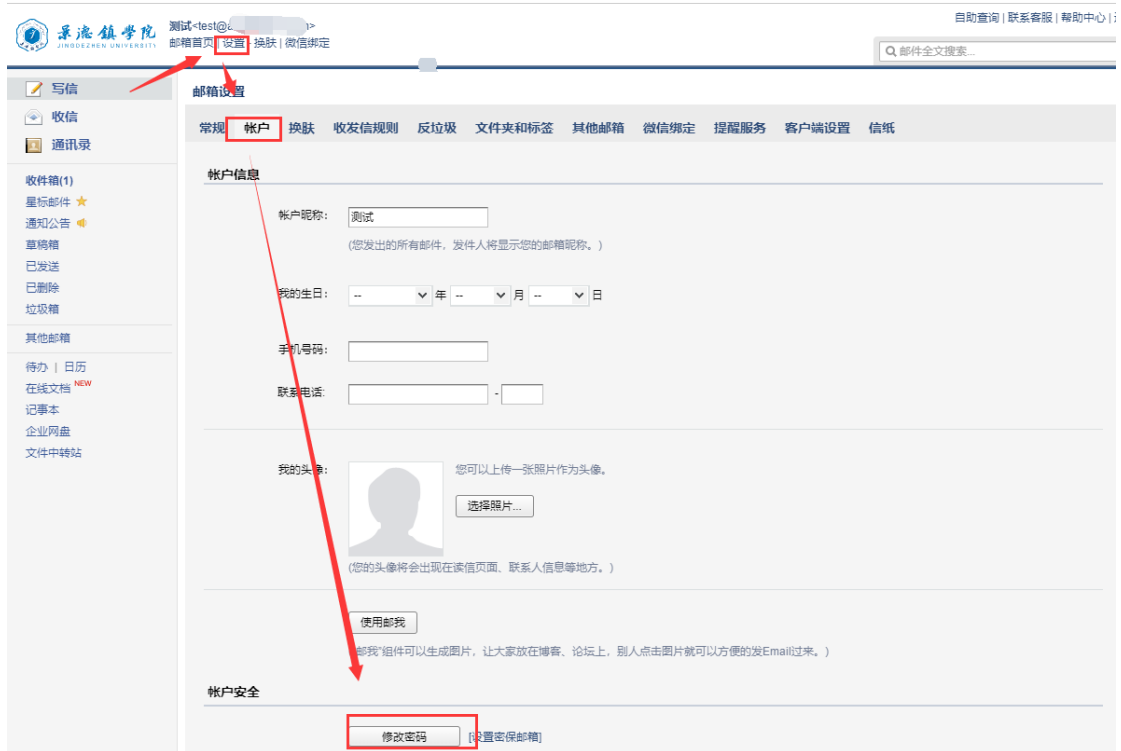 景德镇学院
JINGDEZHEN UNIVERSITY
测试<test@
邮箱首页 | 设置 - 换肤 | 微信绑定
自助查询 | 联系客服 | 帮助中心 |
邮件全文搜索...
写信
收信
通讯录
收件箱(1)
星标邮件
通知公告
草稿箱
已发送
已删除
垃圾箱
其他邮箱
待办 | 日历
在线文档 NEW
记事本
企业网盘
文件中转站
邮箱设置
常规 帐户 换肤 收发信规则 反垃圾 文件夹和标签 其他邮箱 微信绑定 提醒服务 客户端设置 信纸
帐户信息
帐户昵称： 测试
(您发出的所有邮件，发件人将显示您的邮箱昵称。)
我的生日： -- 年 -- 月 -- 日
手机号码：
联系电话: -
我的头像： 您可以上传一张照片作为头像。
选择照片...
(您的头像将会出现在读信页面、联系人信息等地方。)
使用邮我
"邮我"组件可以生成图片，让大家放在博客、论坛上，别人点击图片就可以方便的发Email过来。)
帐户安全
修改密码 [设置密保邮箱]